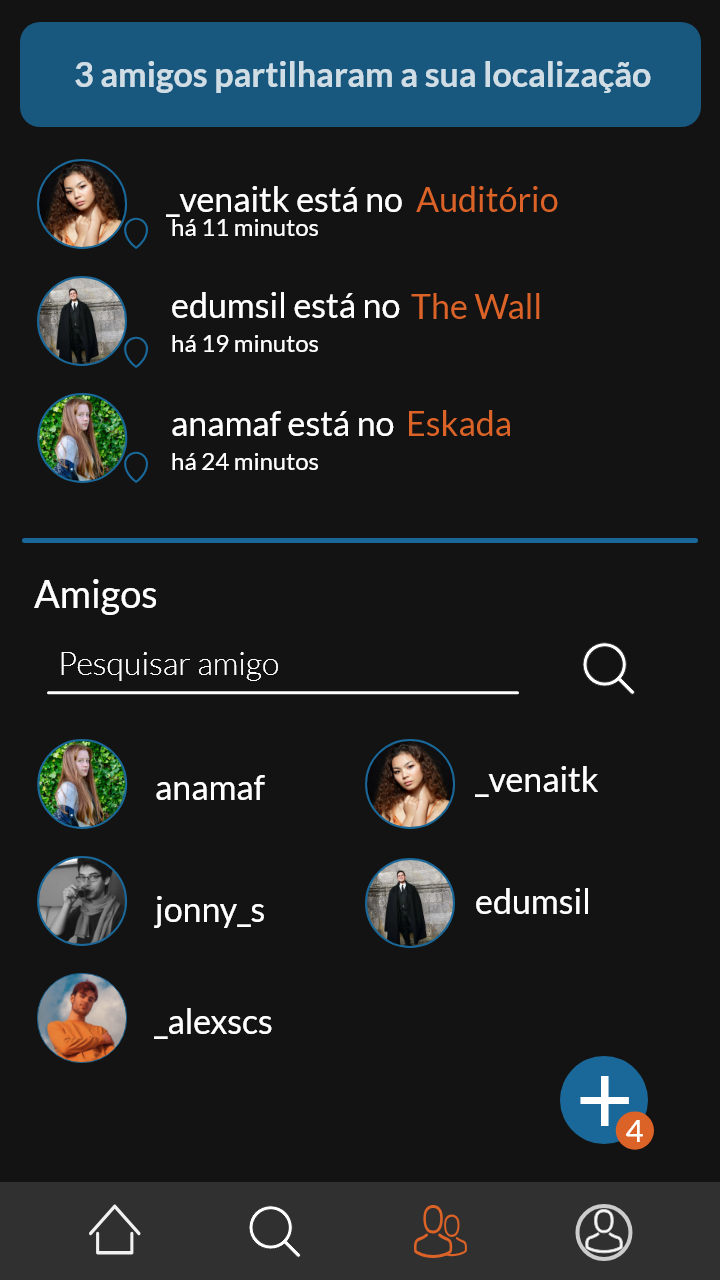 3 amigos partilharam a sua localização
_venaitk está no Auditório
há 11 minutos
edumsil está no The Wall
há 19 minutos
anamaf está no Eskada
há 24 minutos
Amigos
Pesquisar amigo
anamaf
_venaitk
jonny_s
edumsil
_alexscs
4